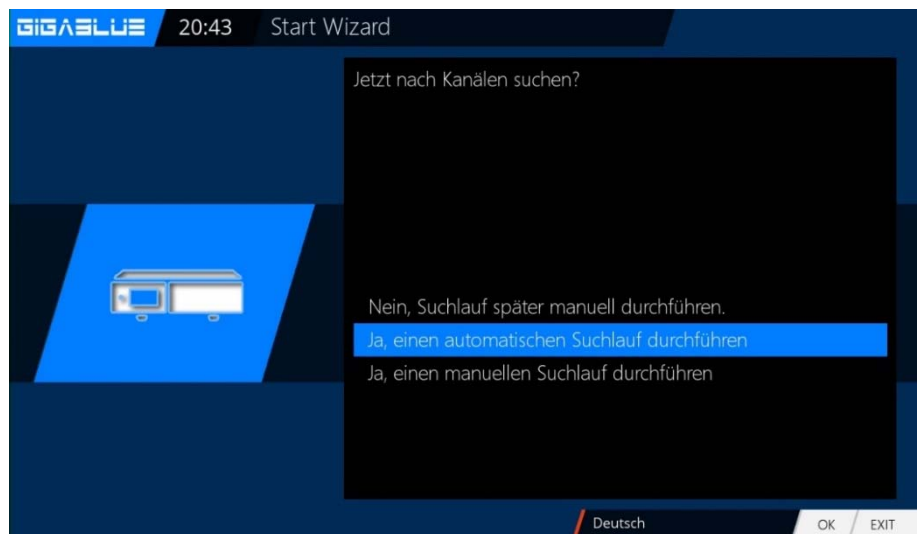 GIGABLUE 20:43 Start Wizard
Jetzt nach Kanälen suchen?
Nein, Suchlauf später manuell durchführen.
Ja, einen automatischen Suchlauf durchführen
Ja, einen manuellen Suchlauf durchführen
Deutsch OK EXIT